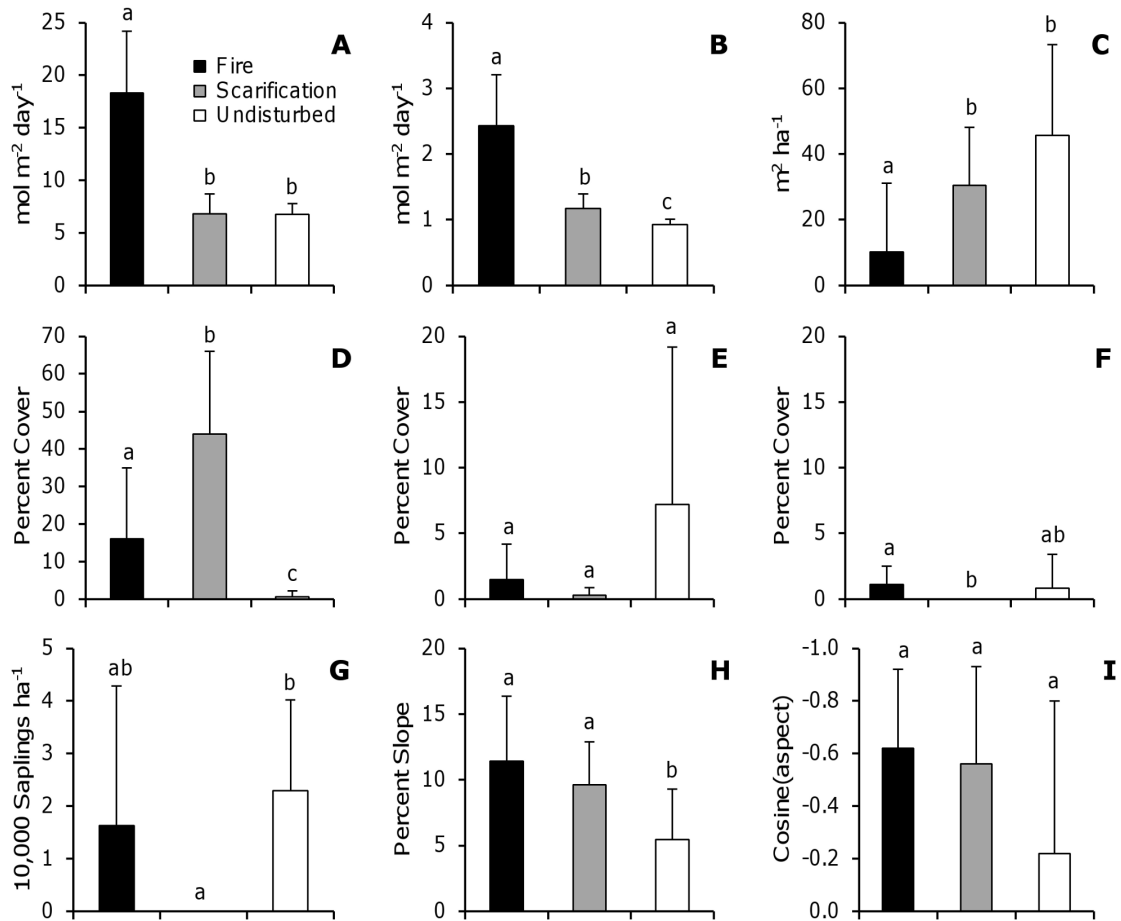 A
mol m⁻² day⁻¹
25
20
15
10
5
0
a
b
b
Fire
Scarification
Undisturbed
B
mol m⁻² day⁻¹
4
3
2
1
0
a
b
c
C
m² ha⁻¹
80
60
40
20
0
a
b
b
D
Percent Cover
70
60
50
40
30
20
10
0
a
b
c
E
Percent Cover
20
15
10
5
0
a
a
a
F
Percent Cover
20
15
10
5
0
a
b
ab
G
10,000 Saplings ha⁻¹
5
4
3
2
1
0
ab
a
b
H
Percent Slope
20
15
10
5
0
a
a
b
I
Cosine(aspect)
-1.0
-0.8
-0.6
-0.4
-0.2
0.0
a
a
a